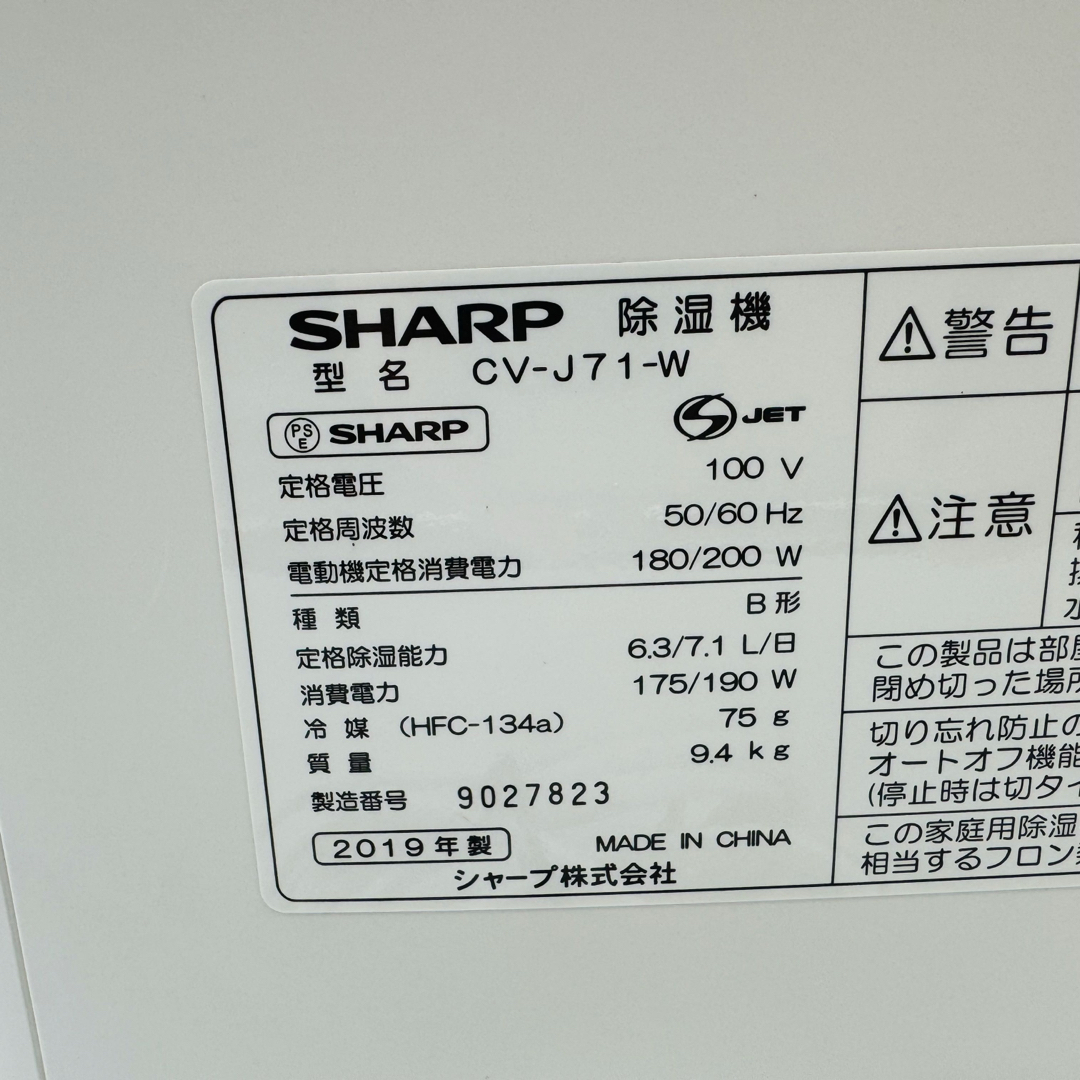 SHARP 除湿機
型名 CV-J71-W
PSE SHARP
S JET
定格電圧 100 V
定格周波数 50/60 Hz
電動機定格消費電力 180/200 W
種類 B形
定格除湿能力 6.3/7.1 L/日
消費電力 175/190 W
冷媒 (HFC-134a) 75 g
質量 9.4 kg
製造番号 9027823
2019年製 MADE IN CHINA
シャープ株式会社
⚠警告
⚠注意
水
この製品は部
閉め切った場所
切り忘れ防止の
オートオフ機能
(停止時は切タイ
この家庭用除湿
相当するフロン